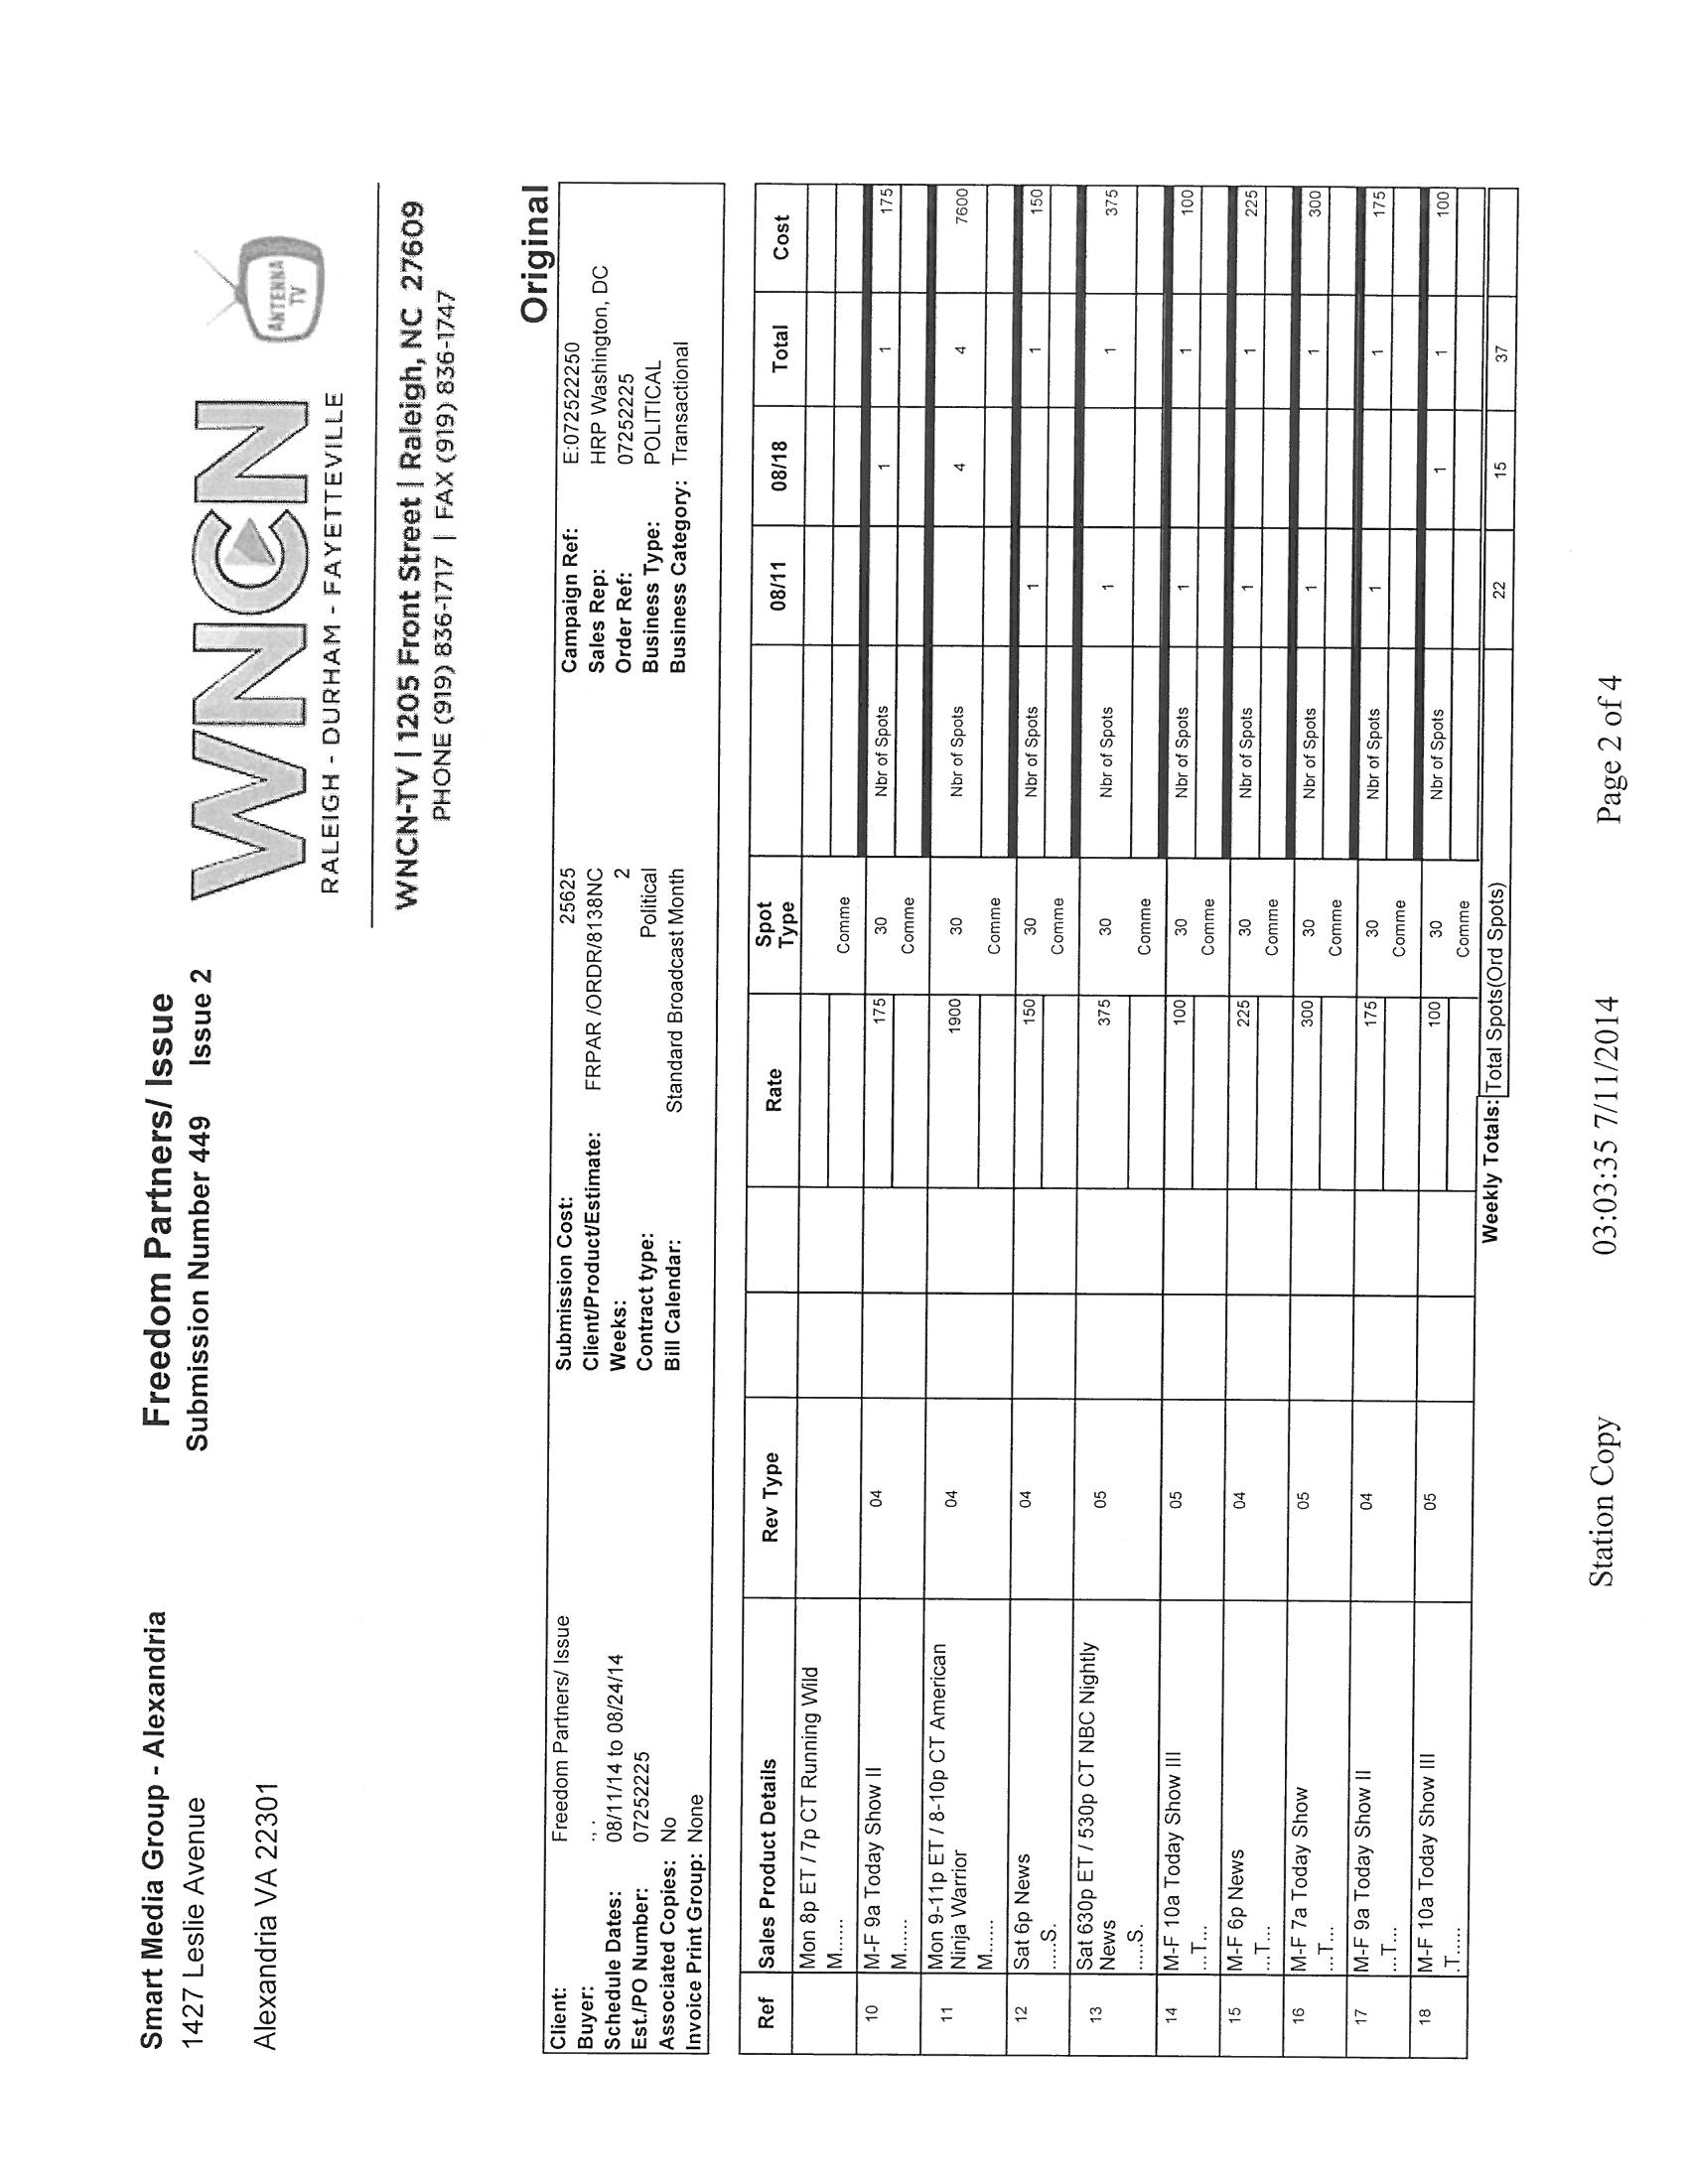 Smart Media Group - Alexandria
1427 Leslie Avenue
Alexandria VA 22301
Freedom Partners/ Issue
Submission Number 449 Issue 2
WNCN
RALEIGH - DURHAM - FAYETTEVILLE
ANTENNA
TV
WNCN-TV | 1205 Front Street | Raleigh, NC 27609
PHONE (919) 836-1717 | FAX (919) 836-1747
Original
Client: Freedom Partners/ Issue
Buyer: ., .
Schedule Dates: 08/11/14 to 08/24/14
Est./PO Number: 07252225
Associated Copies: No
Invoice Print Group: None
Submission Cost: 25625
Client/Product/Estimate: FRPAR /ORDR/8138NC
Weeks: 2
Contract type: Political
Bill Calendar: Standard Broadcast Month
Campaign Ref: E:072522250
Sales Rep: HRP Washington, DC
Order Ref: 07252225
Business Type: POLITICAL
Business Category: Transactional
Ref Sales Product Details Rev Type Rate Spot Type 08/11 08/18 Total Cost
Mon 8p ET / 7p CT Running Wild
M...... Comme
10 M-F 9a Today Show II 04 175 30 Nbr of Spots 1 1 175
M...... Comme
11 Mon 9-11p ET / 8-10p CT American 04 1900 30 Nbr of Spots 4 4 7600
Ninja Warrior
M...... Comme
12 Sat 6p News 04 150 30 Nbr of Spots 1 1 150
.....S. Comme
13 Sat 630p ET / 530p CT NBC Nightly 05 375 30 Nbr of Spots 1 1 375
News
.....S. Comme
14 M-F 10a Today Show III 05 100 30 Nbr of Spots 1 1 100
...T... Comme
15 M-F 6p News 04 225 30 Nbr of Spots 1 1 225
...T... Comme
16 M-F 7a Today Show 05 300 30 Nbr of Spots 1 1 300
...T... Comme
17 M-F 9a Today Show II 04 175 30 Nbr of Spots 1 1 175
...T... Comme
18 M-F 10a Today Show III 05 100 30 Nbr of Spots 1 1 100
.T..... Comme
Weekly Totals: Total Spots(Ord Spots) 22 15 37
Station Copy 03:03:35 7/11/2014 Page 2 of 4